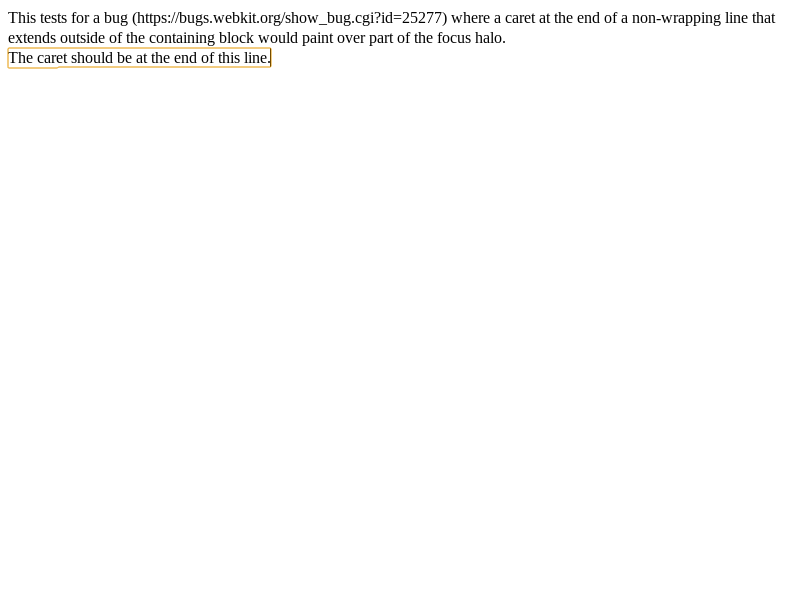 This tests for a bug (https://bugs.webkit.org/show_bug.cgi?id=25277) where a caret at the end of a non-wrapping line that
extends outside of the containing block would paint over part of the focus halo.
The caret should be at the end of this line.